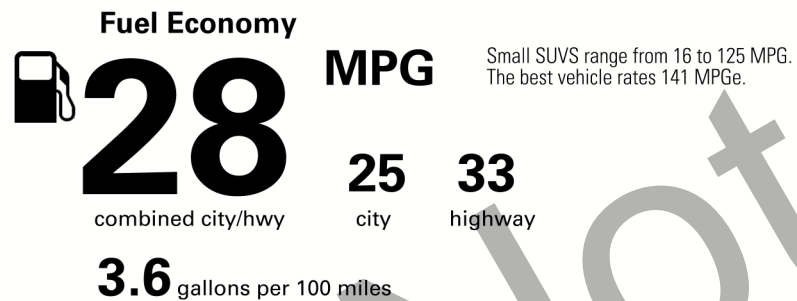 Fuel Economy
28
MPG
Small SUVS range from 16 to 125 MPG.
The best vehicle rates 141 MPGe.
25 33
combined city/hwy city highway
3.6 gallons per 100 miles
Not